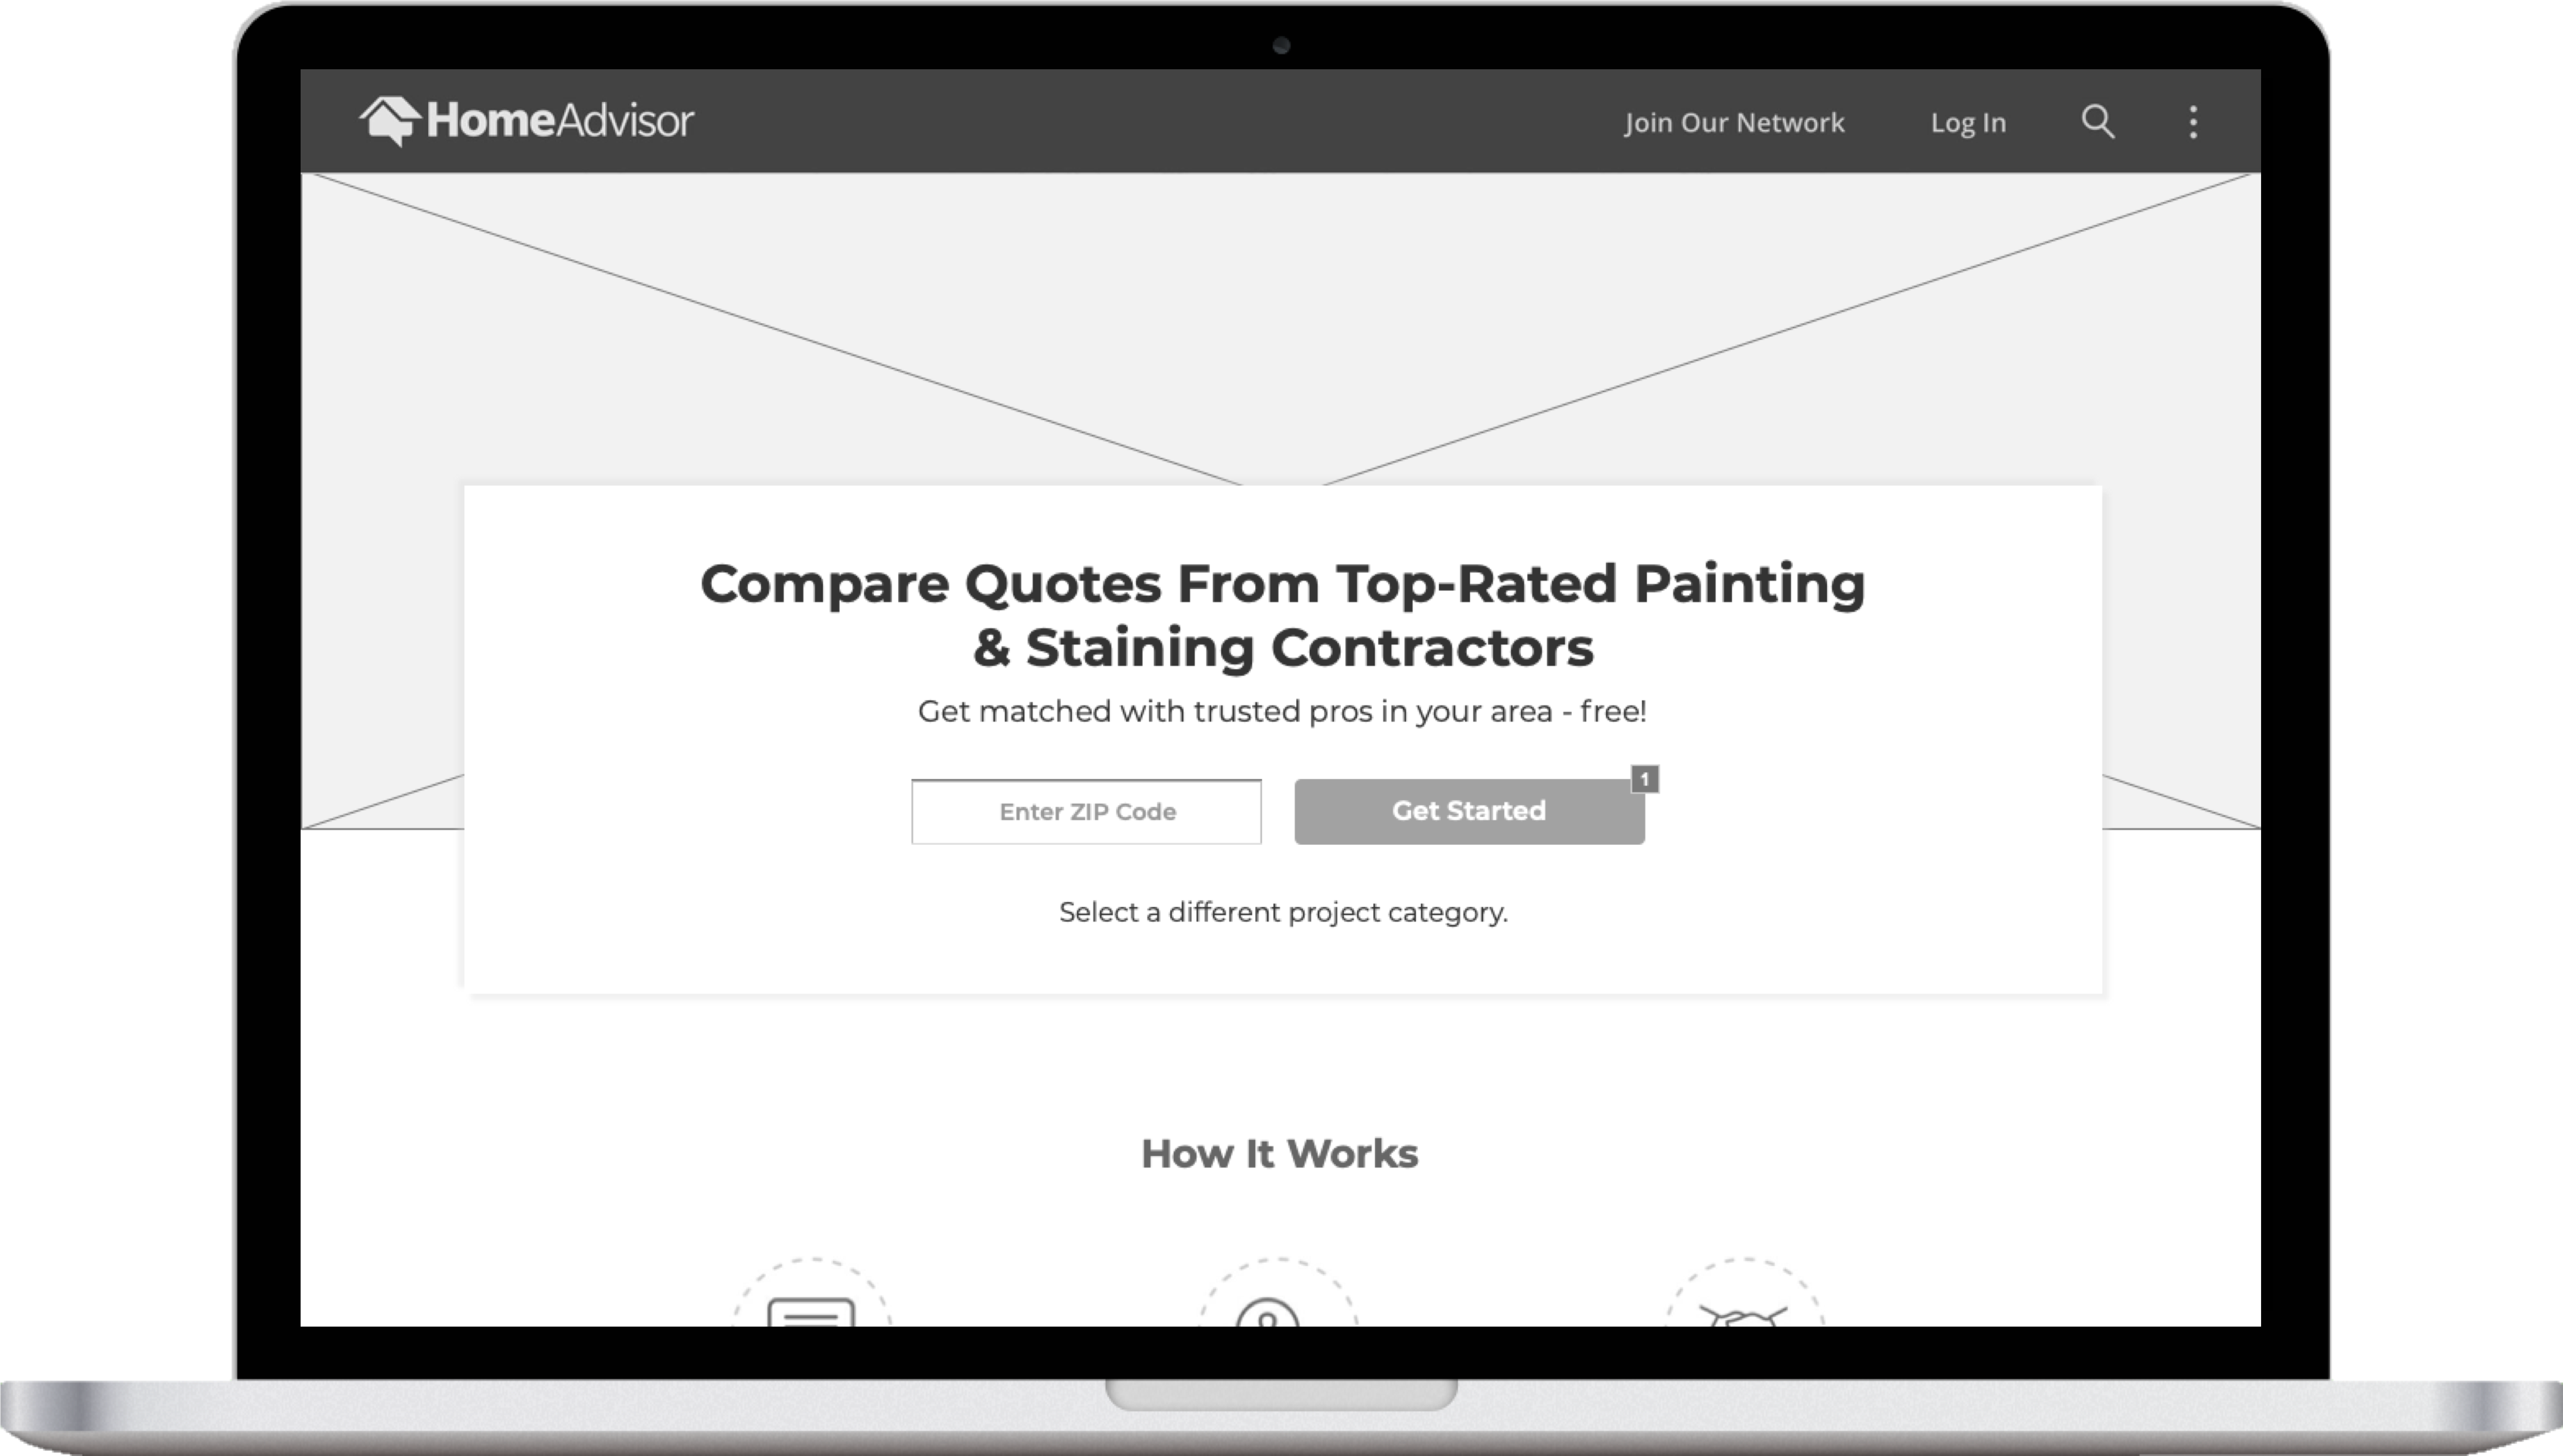 HomeAdvisor
Join Our Network
Log In
Compare Quotes From Top-Rated Painting
& Staining Contractors
Get matched with trusted pros in your area - free!
Enter ZIP Code
Get Started
1
Select a different project category.
How It Works